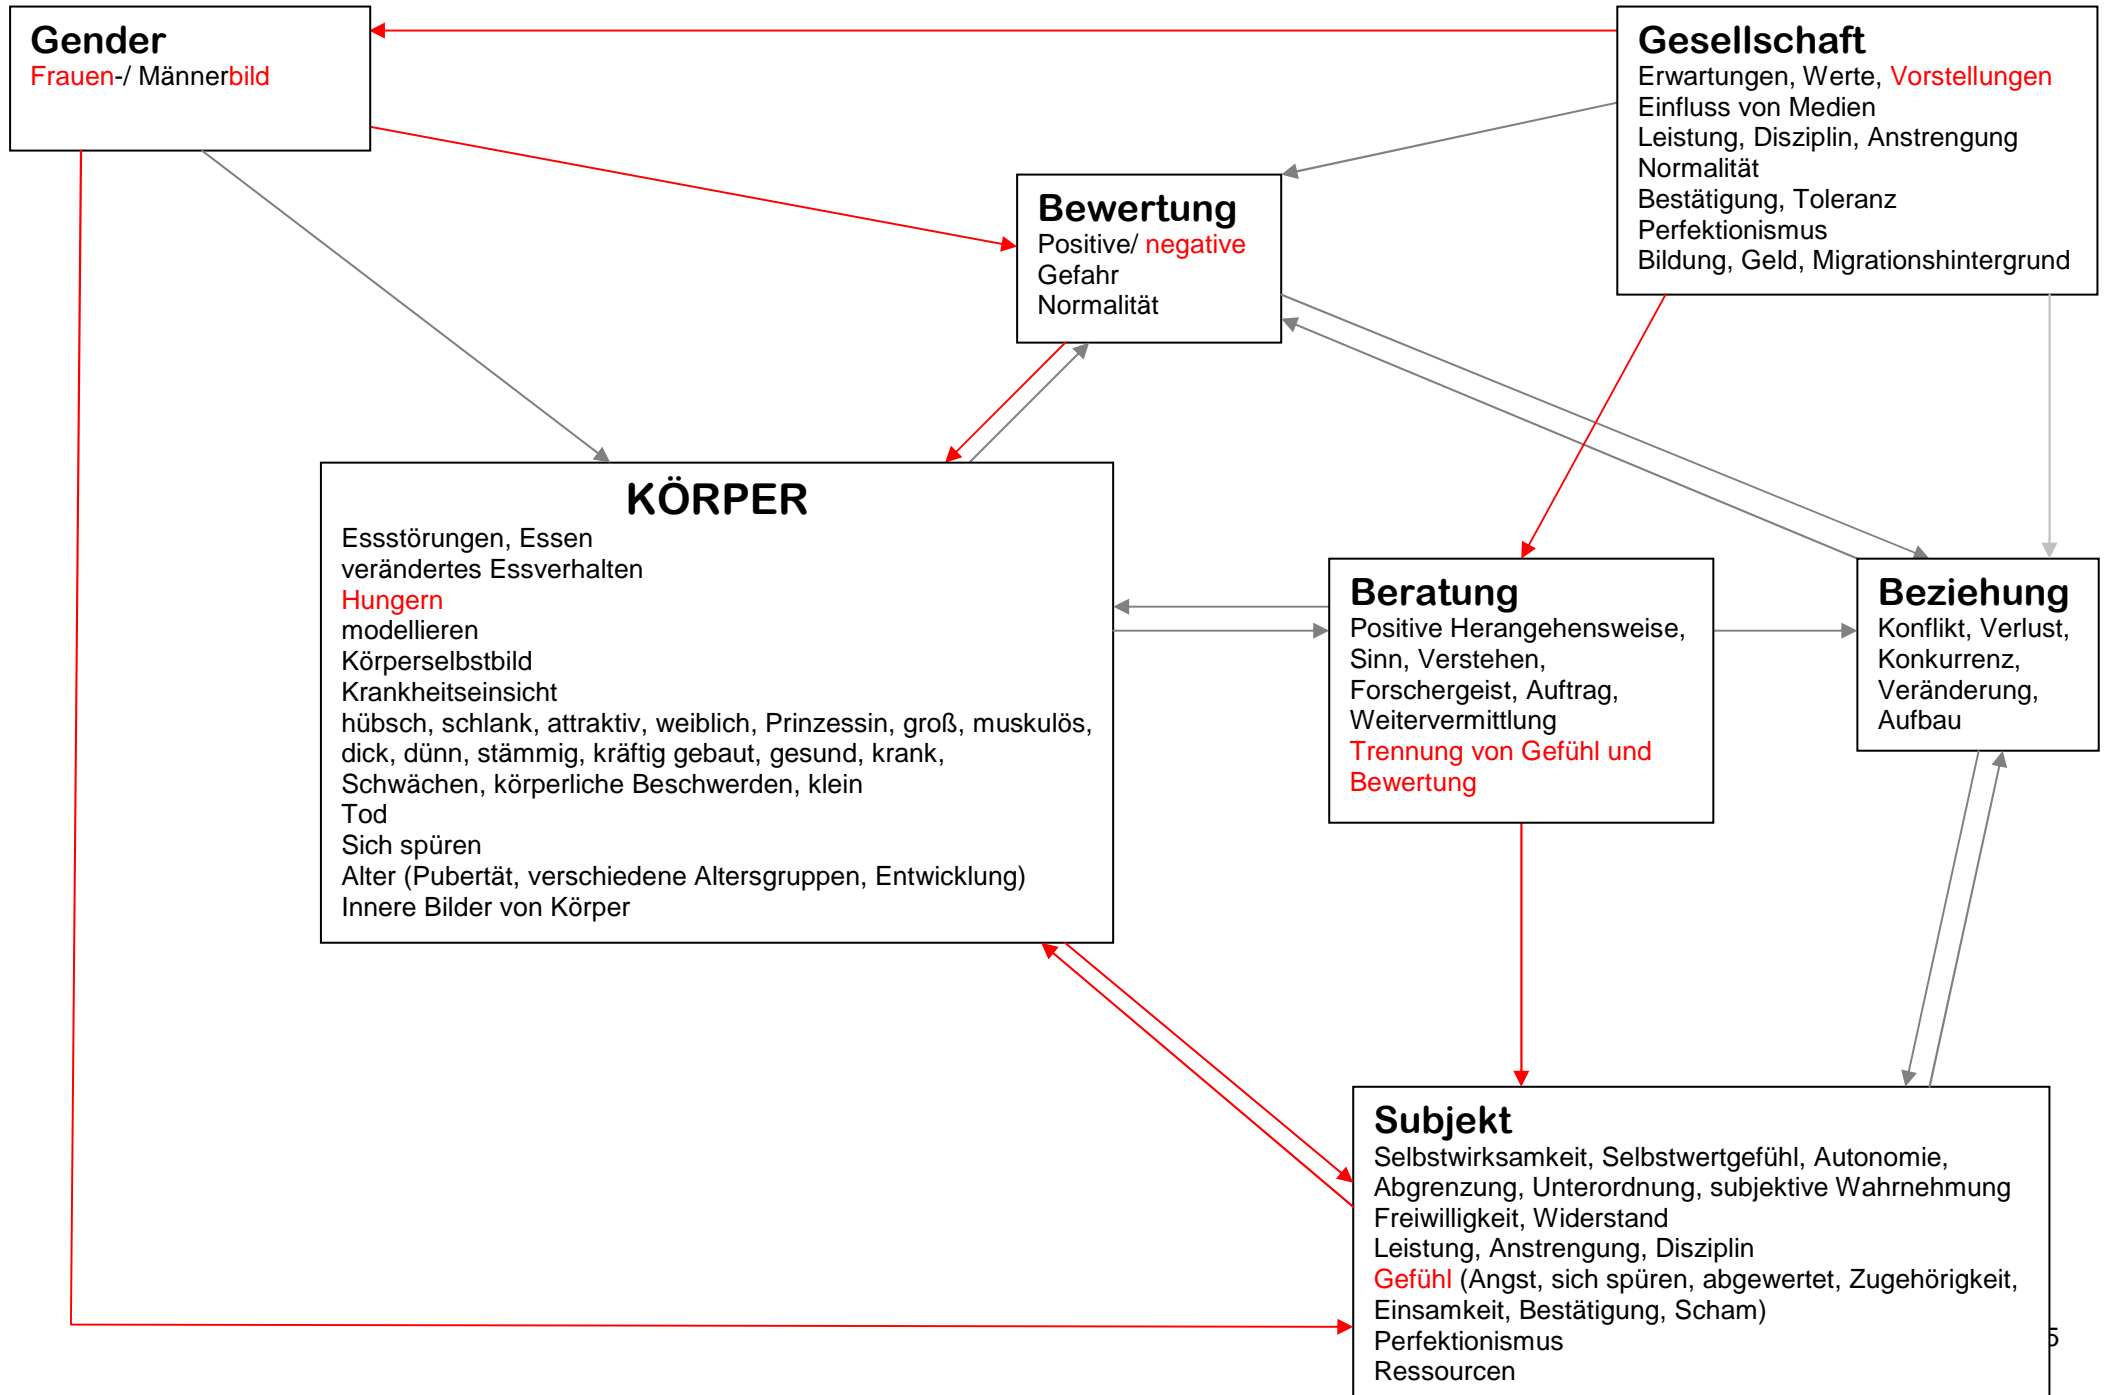 Gender
Frauen-/ Männerbild
Gesellschaft
Erwartungen, Werte, Vorstellungen
Einfluss von Medien
Leistung, Disziplin, Anstrengung
Normalität
Bestätigung, Toleranz
Perfektionismus
Bildung, Geld, Migrationshintergrund
Bewertung
Positive/ negative
Gefahr
Normalität
KÖRPER
Essstörungen, Essen
verändertes Essverhalten
Hungern
modellieren
Körperselbstbild
Krankheitseinsicht
hübsch, schlank, attraktiv, weiblich, Prinzessin, groß, muskulös,
dick, dünn, stämmig, kräftig gebaut, gesund, krank,
Schwächen, körperliche Beschwerden, klein
Tod
Sich spüren
Alter (Pubertät, verschiedene Altersgruppen, Entwicklung)
Innere Bilder von Körper
Beratung
Positive Herangehensweise,
Sinn, Verstehen,
Forschergeist, Auftrag,
Weitervermittlung
Trennung von Gefühl und
Bewertung
Beziehung
Konflikt, Verlust,
Konkurrenz,
Veränderung,
Aufbau
Subjekt
Selbstwirksamkeit, Selbstwertgefühl, Autonomie,
Abgrenzung, Unterordnung, subjektive Wahrnehmung
Freiwilligkeit, Widerstand
Leistung, Anstrengung, Disziplin
Gefühl (Angst, sich spüren, abgewertet, Zugehörigkeit,
Einsamkeit, Bestätigung, Scham)
Perfektionismus
Ressourcen
5